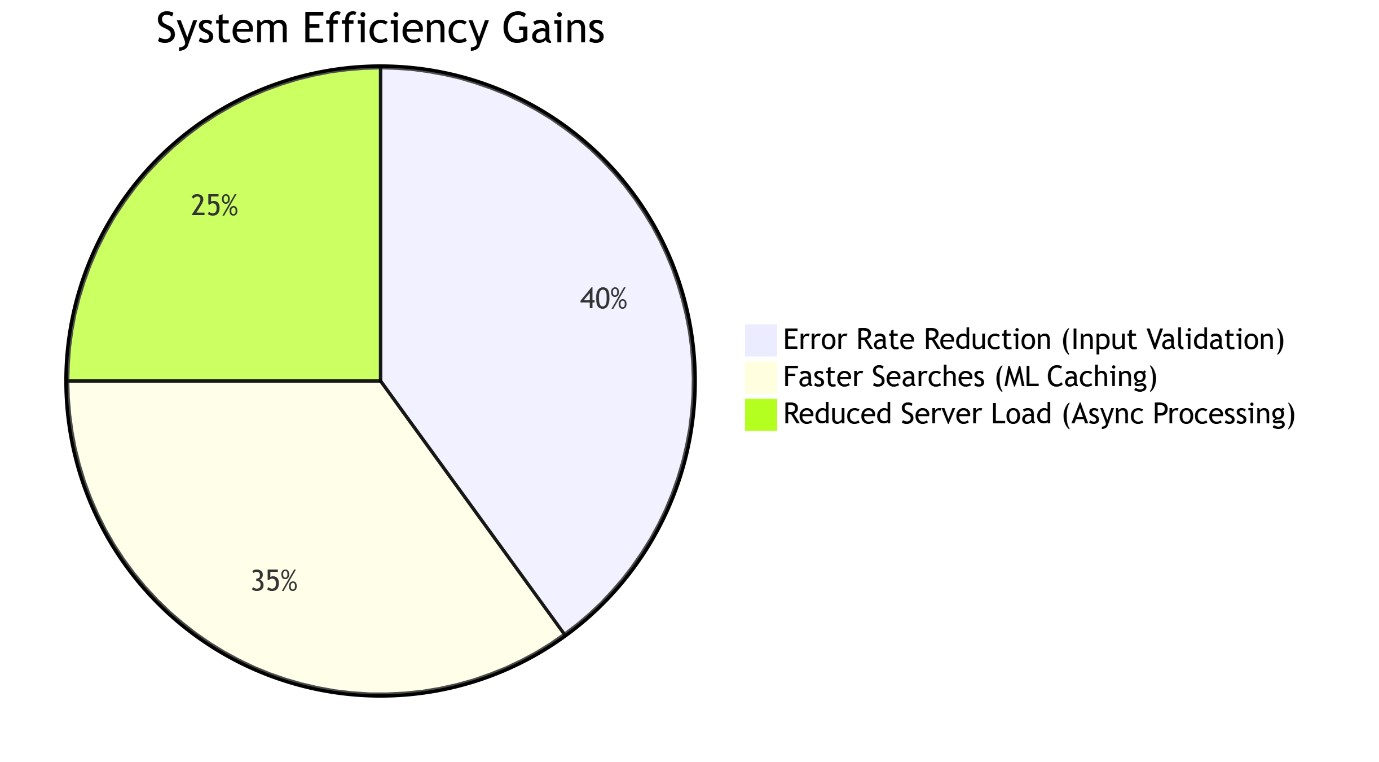 System Efficiency Gains
25%
40%
35%
Error Rate Reduction (Input Validation)
Faster Searches (ML Caching)
Reduced Server Load (Async Processing)